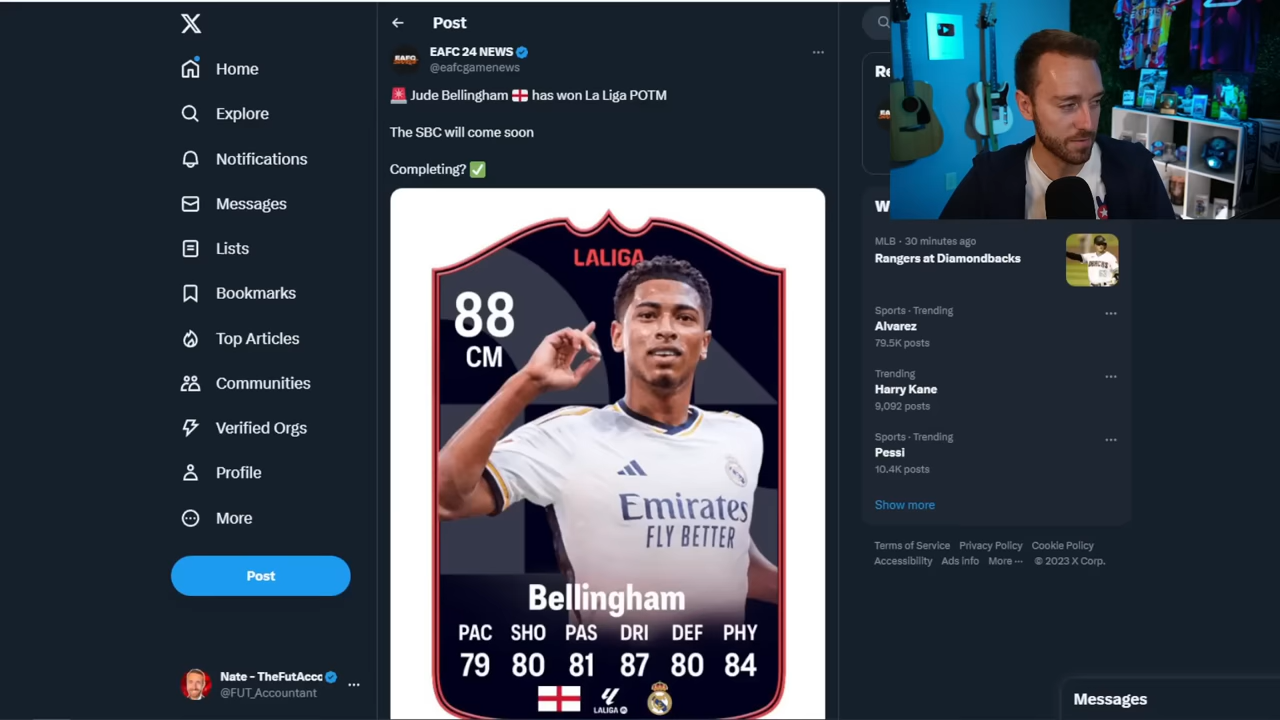 Home
Explore
Notifications
Messages
Lists
Bookmarks
Top Articles
Communities
Verified Orgs
Profile
More
Post
Nate - TheFutAccc
@FUT_Accountant
Post
EAFC 24 NEWS
@eafcgamenews
Jude Bellingham has won La Liga POTM
The SBC will come soon
Completing?
LALIGA
88
CM
Emirates
FLY BETTER
Bellingham
PAC SHO PAS DRI DEF PHY
79 80 81 87 80 84
LALIGA
Re
W
MLB · 30 minutes ago
Rangers at Diamondbacks
Sports · Trending
Alvarez
79.5K posts
Trending
Harry Kane
9,092 posts
Sports · Trending
Pessi
10.4K posts
Show more
Terms of Service Privacy Policy Cookie Policy
Accessibility Ads info More ··· © 2023 X Corp.
Messages